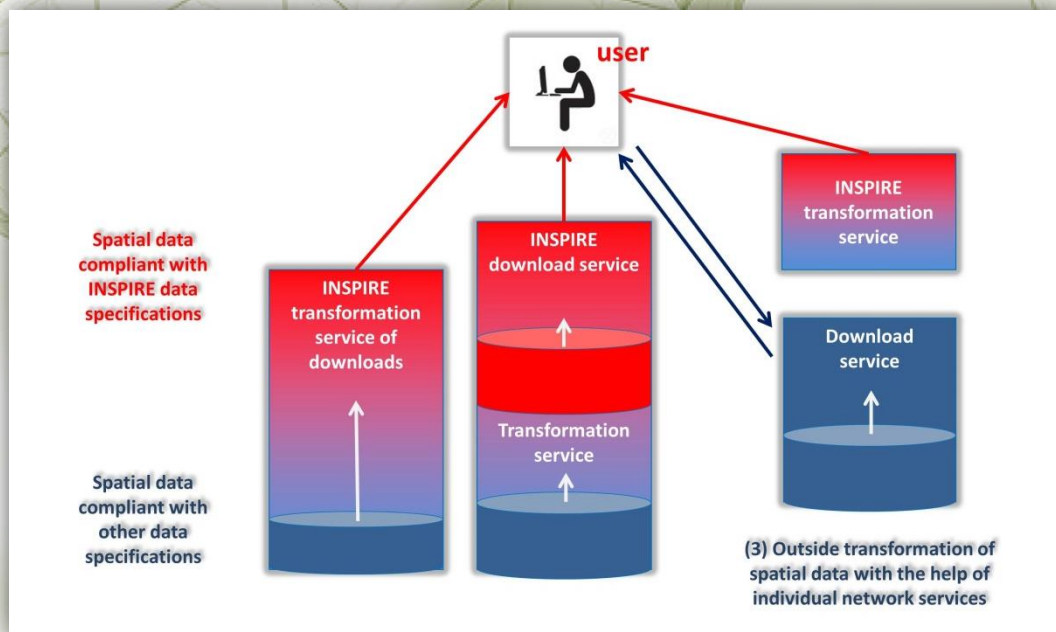 user
INSPIRE
transformation
service
Spatial data
compliant with
INSPIRE data
specifications
INSPIRE
transformation
service of
downloads
INSPIRE
download service
Download
service
Transformation
service
Spatial data
compliant with
other data
specifications
(3) Outside transformation of
spatial data with the help of
individual network services